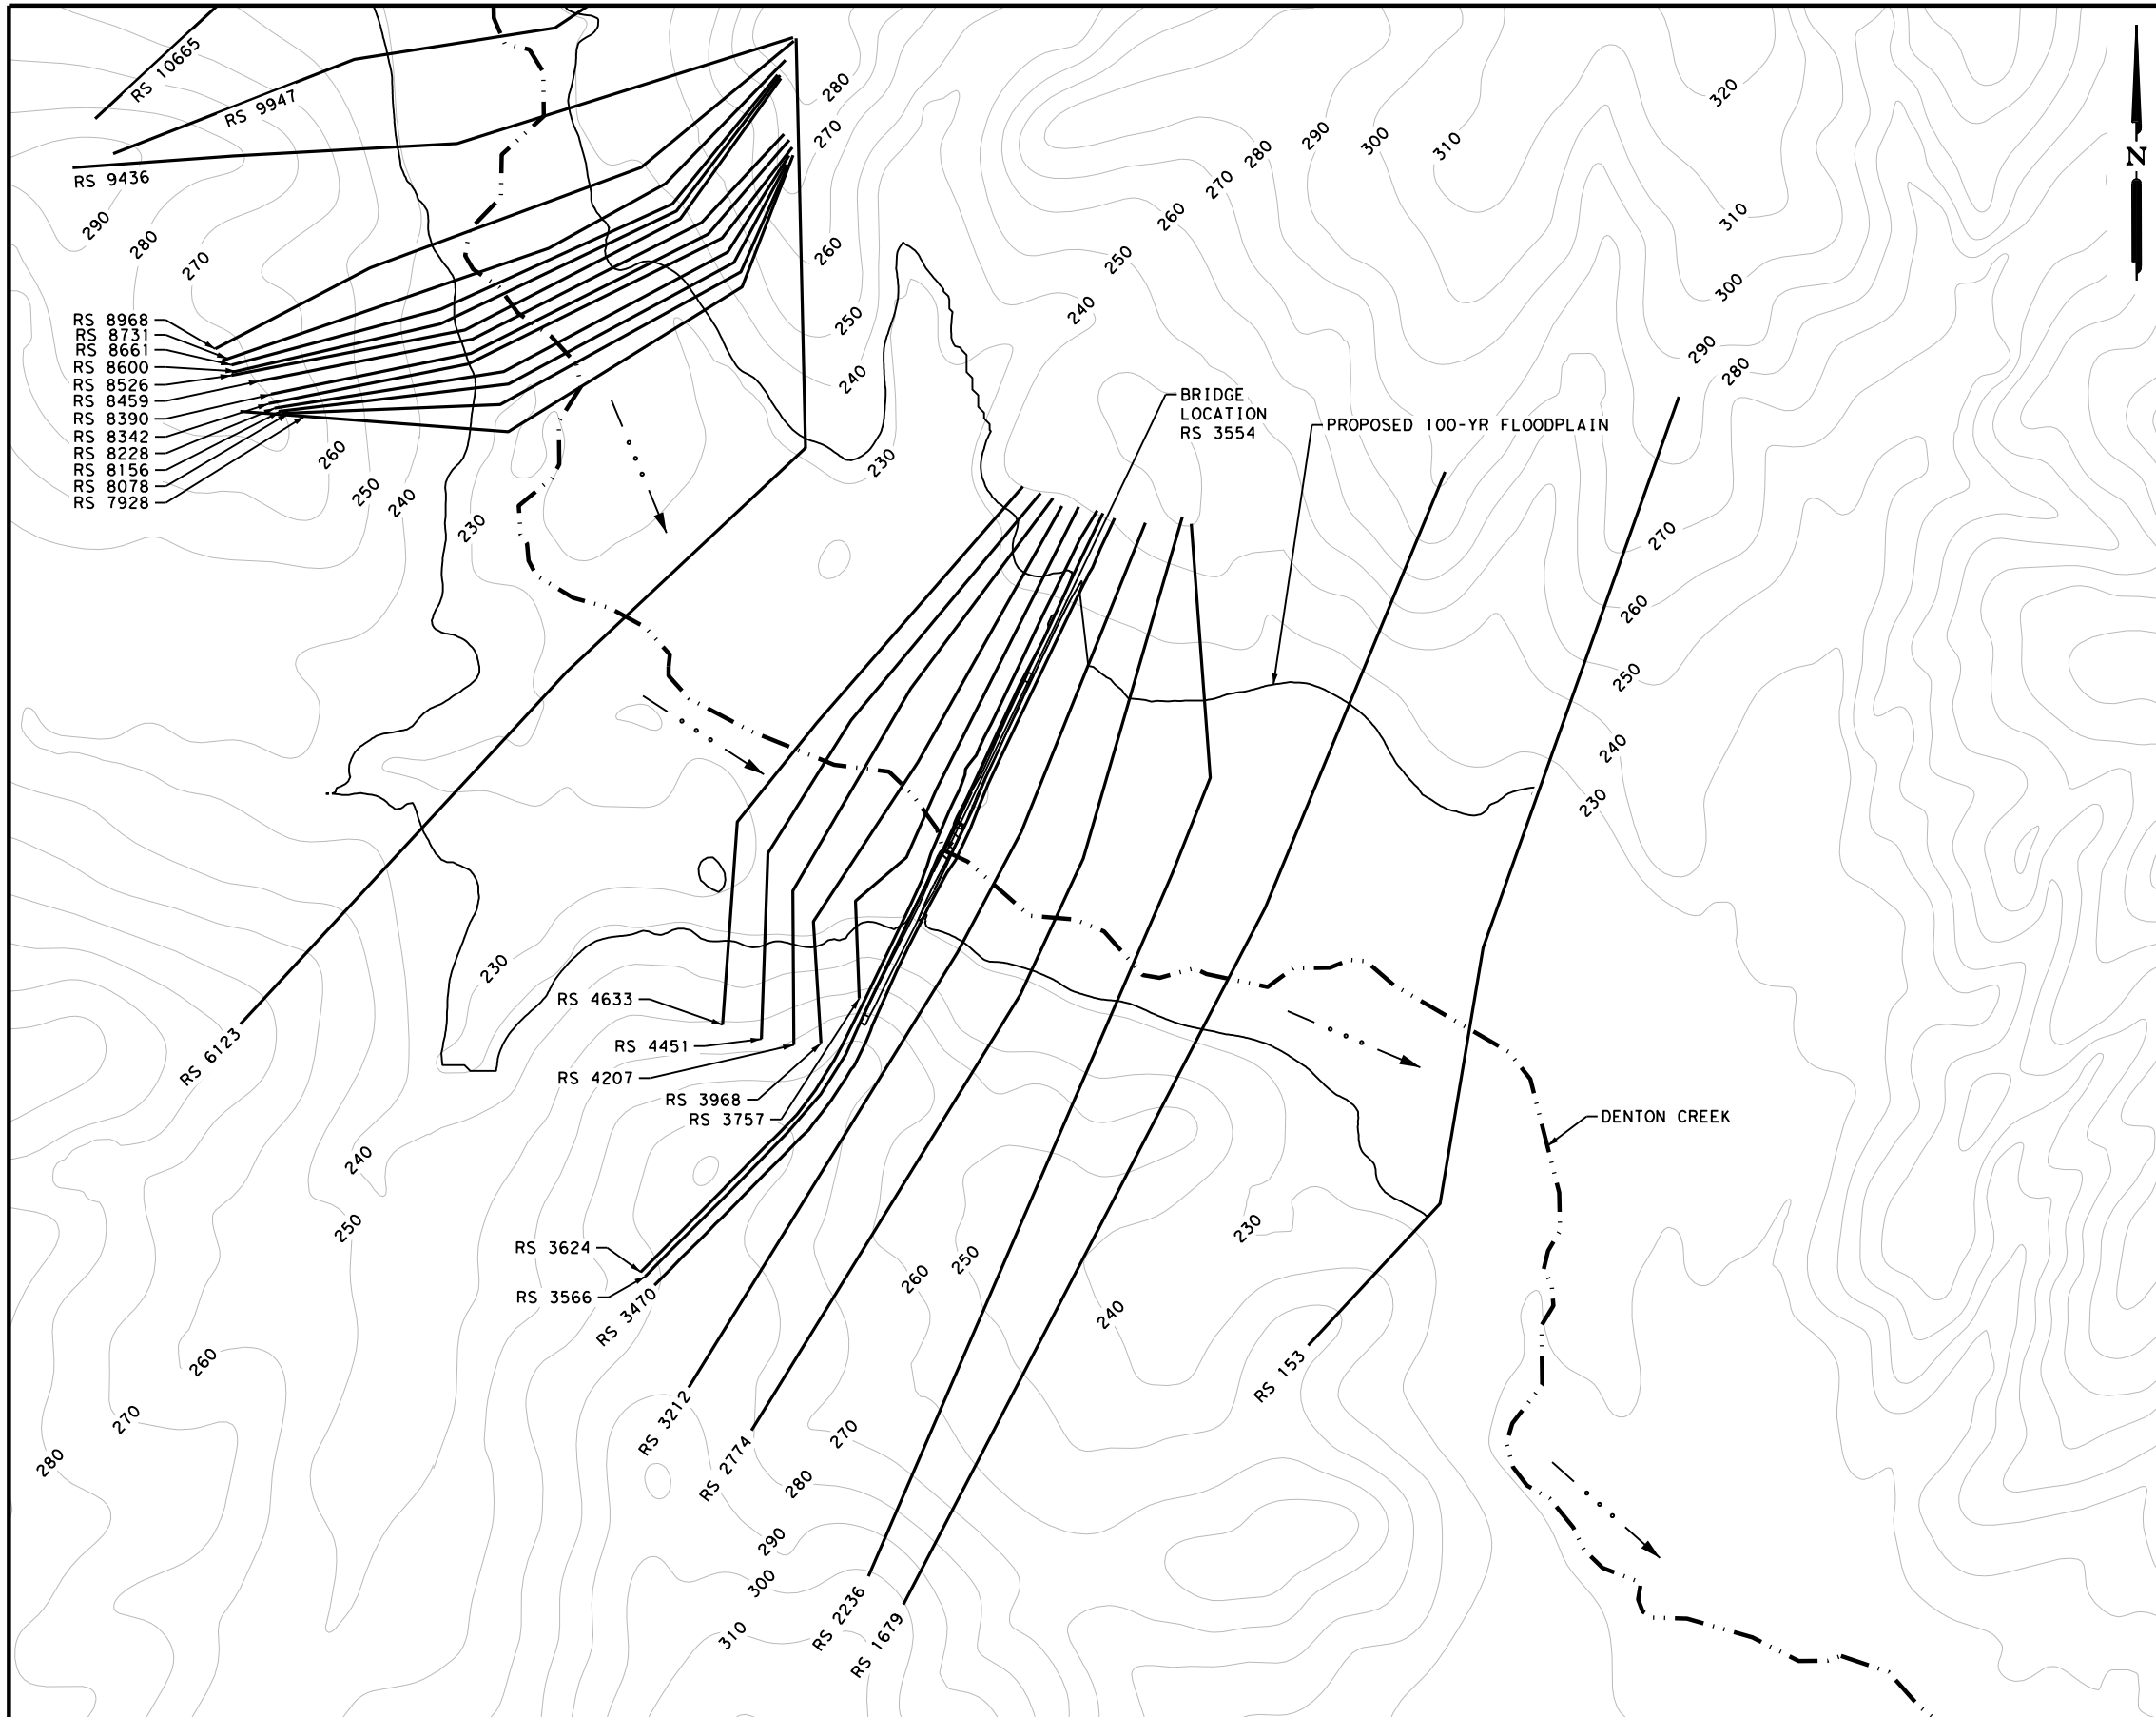 RS 10665
RS 9947
RS 9436
290
280
270
280
270
260
250
240
230
320
310
300
290
280
310
300
290
280
270
260
250
240
270
260
250
240
230
N
RS 8968
RS 8731
RS 8661
RS 8600
RS 8526
RS 8459
RS 8390
RS 8342
RS 8228
RS 8156
RS 8078
RS 7928
260
250
240
230
BRIDGE
LOCATION
RS 3554
PROPOSED 100-YR FLOODPLAIN
230
RS 6123
RS 4633
RS 4451
RS 4207
RS 3968
RS 3757
DENTON CREEK
240
250
260
270
280
RS 3624
RS 3566
RS 3470
RS 3212
RS 2774
RS 2236
RS 1679
RS 153
230
240
250
260
270
280
290
300
310